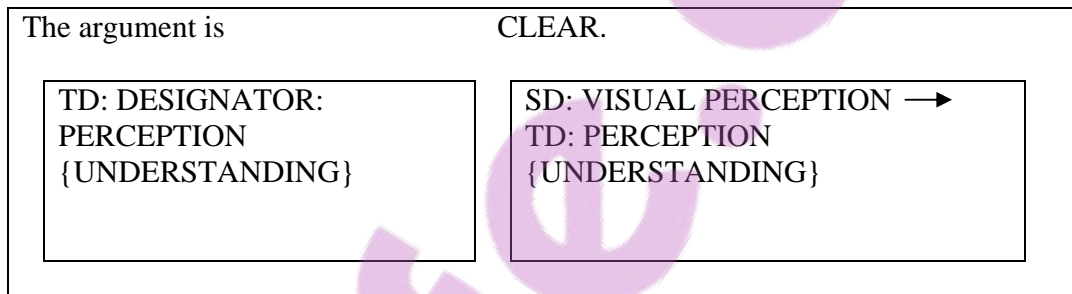 The argument is CLEAR.
TD: DESIGNATOR:
PERCEPTION
{UNDERSTANDING}
SD: VISUAL PERCEPTION →
TD: PERCEPTION
{UNDERSTANDING}